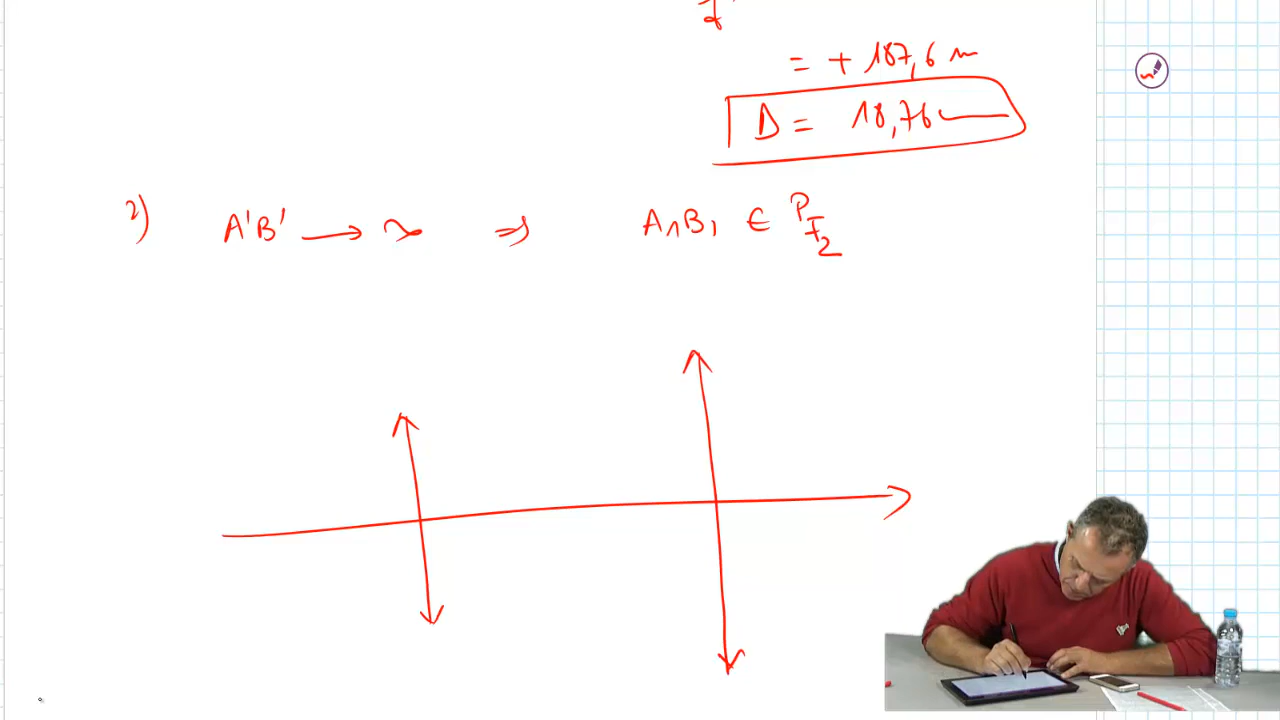 = + 187,6 m
D = 18,76 m
2) A'B' → ∞ ⇒ A₁B₁ ∈ P_F₂